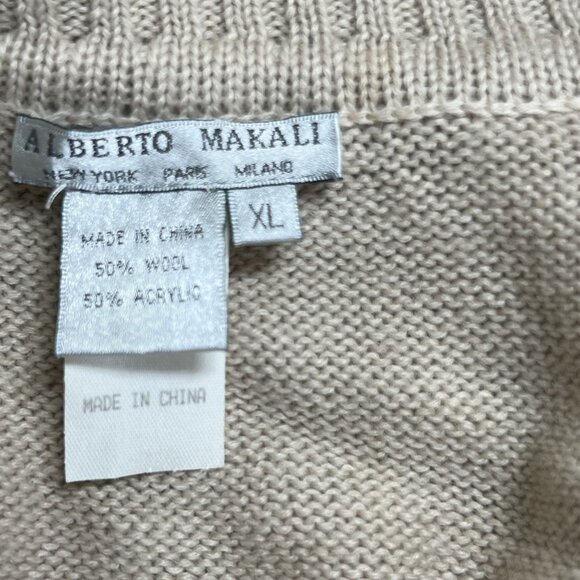 ALBERTO MAKALI
NEW YORK PARIS MILANO
XL
MADE IN CHINA
50% WOOL
50% ACRYLIC
MADE IN CHINA